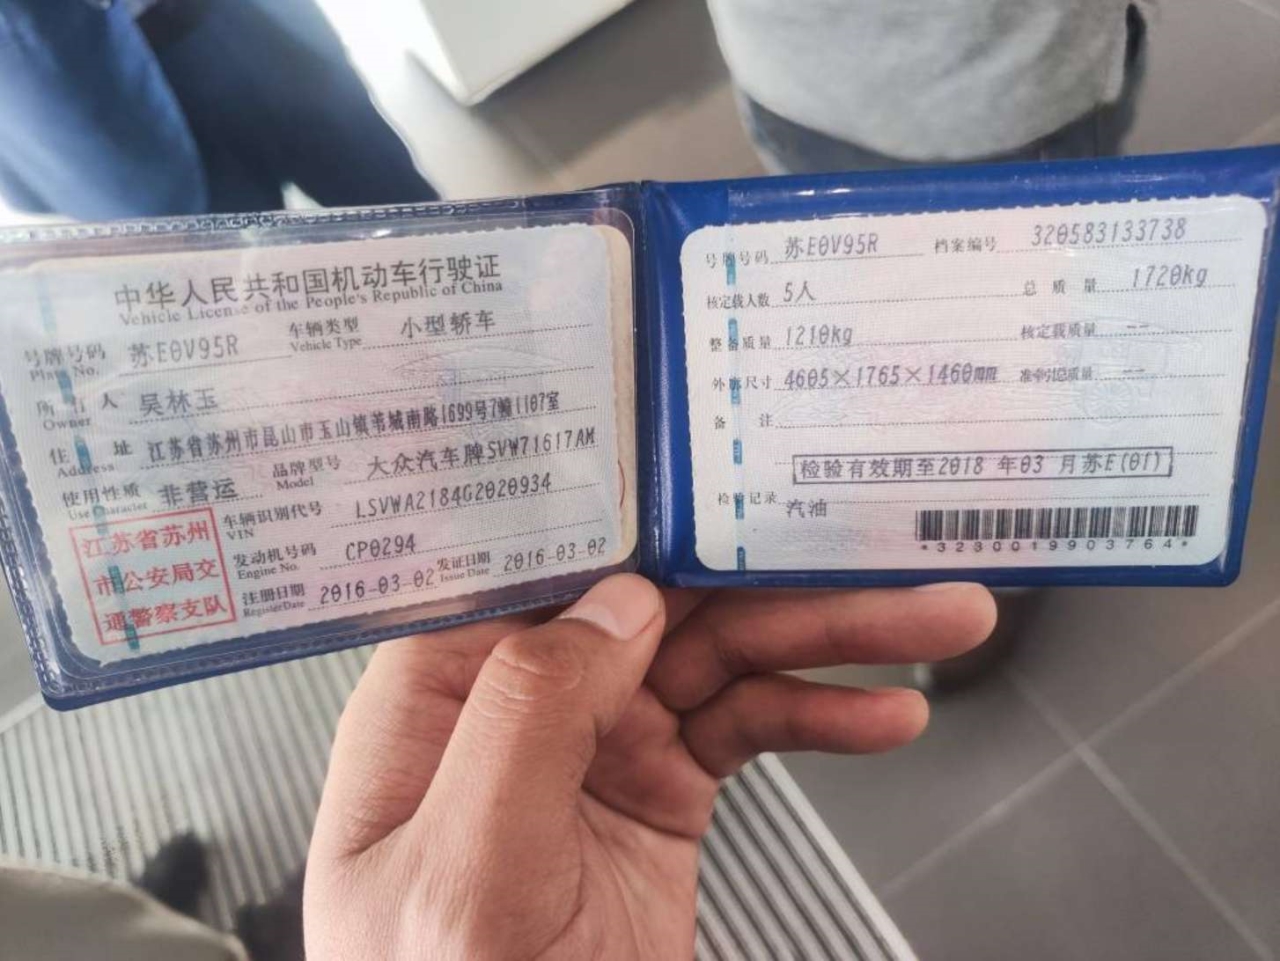 中华人民共和国机动车行驶证
Vehicle License of the People's Republic of China
号牌号码 苏E0V95R 车辆类型 小型轿车
Plate No. Vehicle Type
所有人 吴林玉
Owner
住址 江苏省苏州市昆山市玉山镇苇城南路1699号7幢1107室
Address
使用性质 非营运 品牌型号 大众汽车牌SVW71617AM
Use Character Model
江苏省苏州
市公安局交
通警察支队
车辆识别代号 LSVWA2184G2020934
VIN
发动机号码 CP0294
Engine No.
注册日期 2016-03-02 发证日期 2016-03-02
Register Date Issue Date
号牌号码 苏E0V95R 档案编号 320583133738
核定载人数 5人 总质量 1720kg
整备质量 1210kg 核定载质量 --
外廓尺寸 4605×1765×1460mm 准牵引总质量 --
备注
检验有效期至2018 年03 月苏E(01)
检验记录
汽油
*3230019903764*